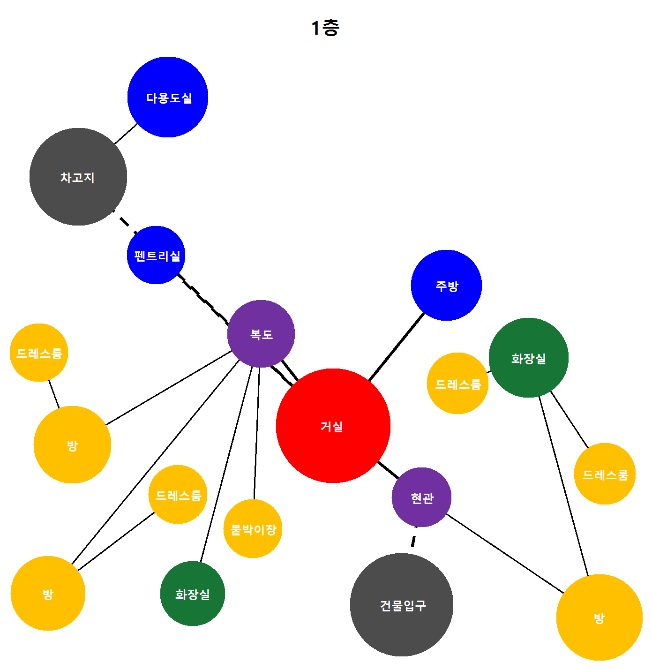 1층
다용도실
차고지
펜트리실
주방
복도
드레스룸
화장실
드레스룸
거실
방
드레스룸
드레스룸
현관
붙박이장
방
화장실
건물입구
방